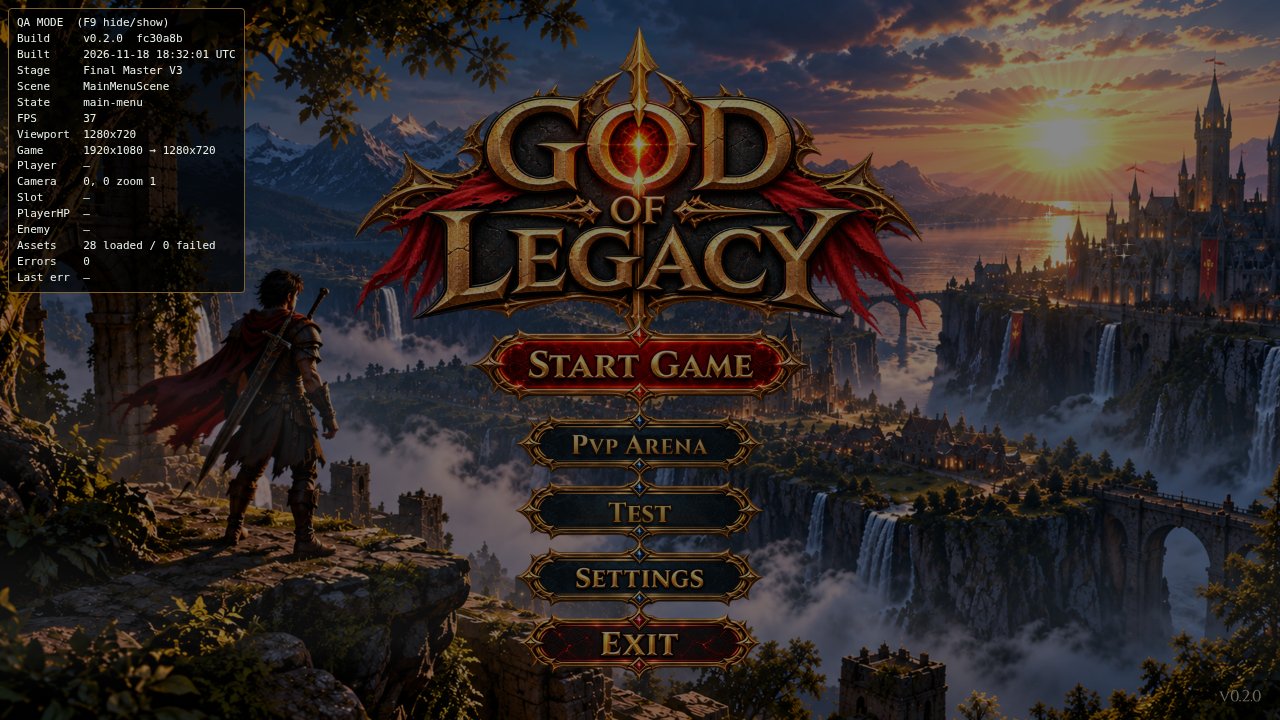 QA MODE (F9 hide/show)
Build v0.2.0 fc30a8b
Built 2026-11-18 18:32:01 UTC
Stage Final Master V3
Scene MainMenuScene
State main-menu
FPS 37
Viewport 1280x720
Game 1920x1080 → 1280x720
Player —
Camera 0, 0 zoom 1
Slot —
PlayerHP —
Enemy —
Assets 28 loaded / 0 failed
Errors 0
Last err —
GOD
OF
LEGACY
START GAME
PVP ARENA
TEST
SETTINGS
EXIT
V0.2.0